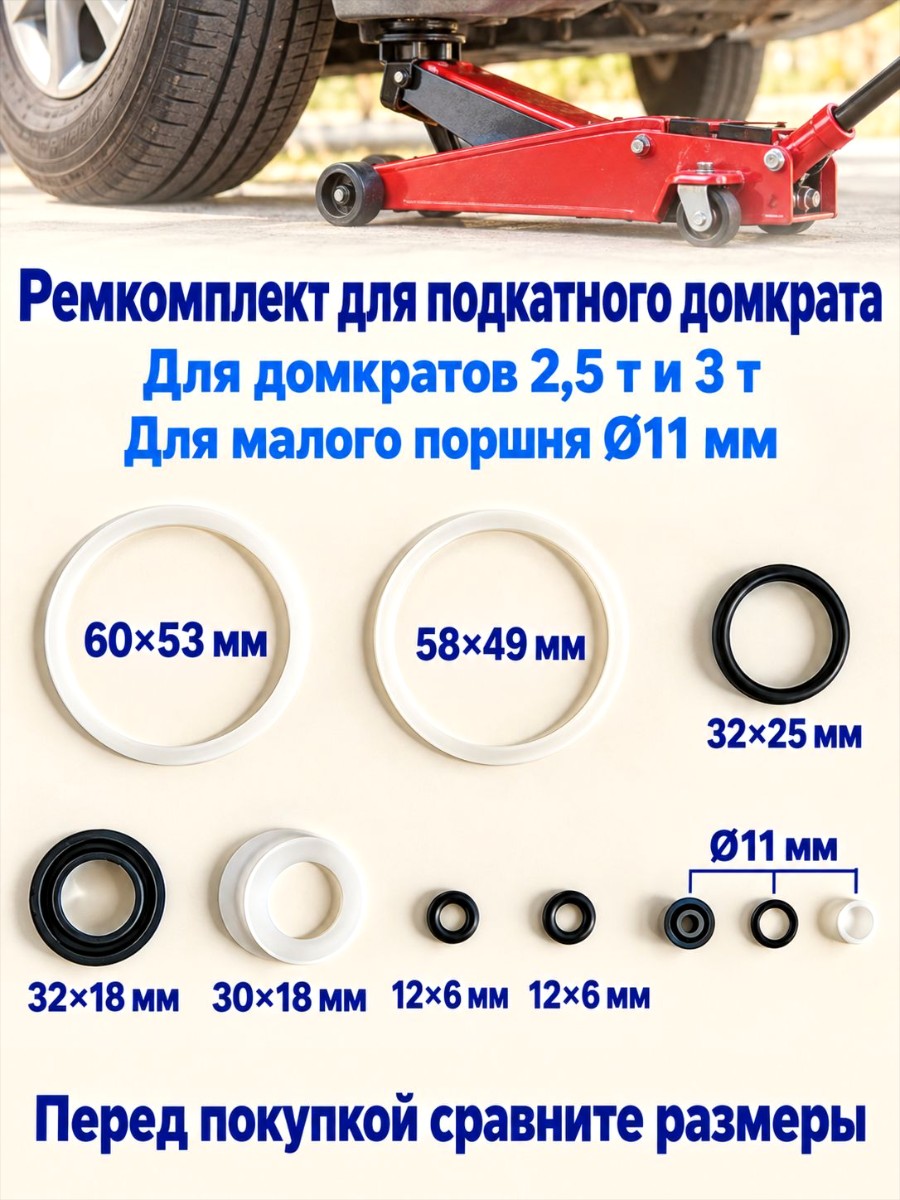 Ремкомплект для подкатного домкрата
Для домкратов 2,5 т и 3 т
Для малого поршня Ø11 мм
60×53 мм
58×49 мм
32×25 мм
Ø11 мм
32×18 мм
30×18 мм
12×6 мм
12×6 мм
Перед покупкой сравните размеры